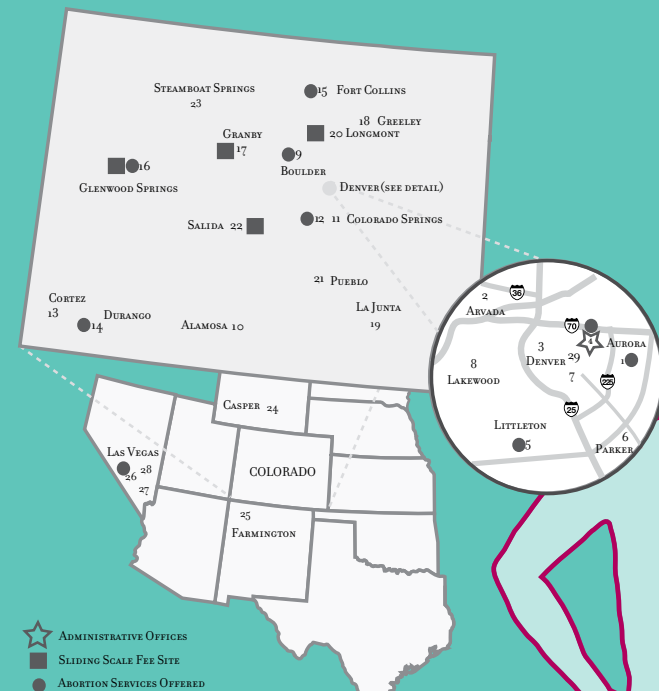 Steamboat Springs
23
15 Fort Collins
18 Greeley
20 Longmont
Granby
17
9
Boulder
16
Glenwood Springs
Denver (see detail)
Salida 22
12 11 Colorado Springs
21 Pueblo
La Junta
19
Cortez
13
Durango
14
Alamosa 10
36
2
Arvada
70
4
Aurora
1
3
Denver 29
7
8
Lakewood
225
25
Littleton
5
6
Parker
Casper 24
Las Vegas
26 28
27
COLORADO
25
Farmington
Administrative Offices
Sliding Scale Fee Site
Abortion Services Offered